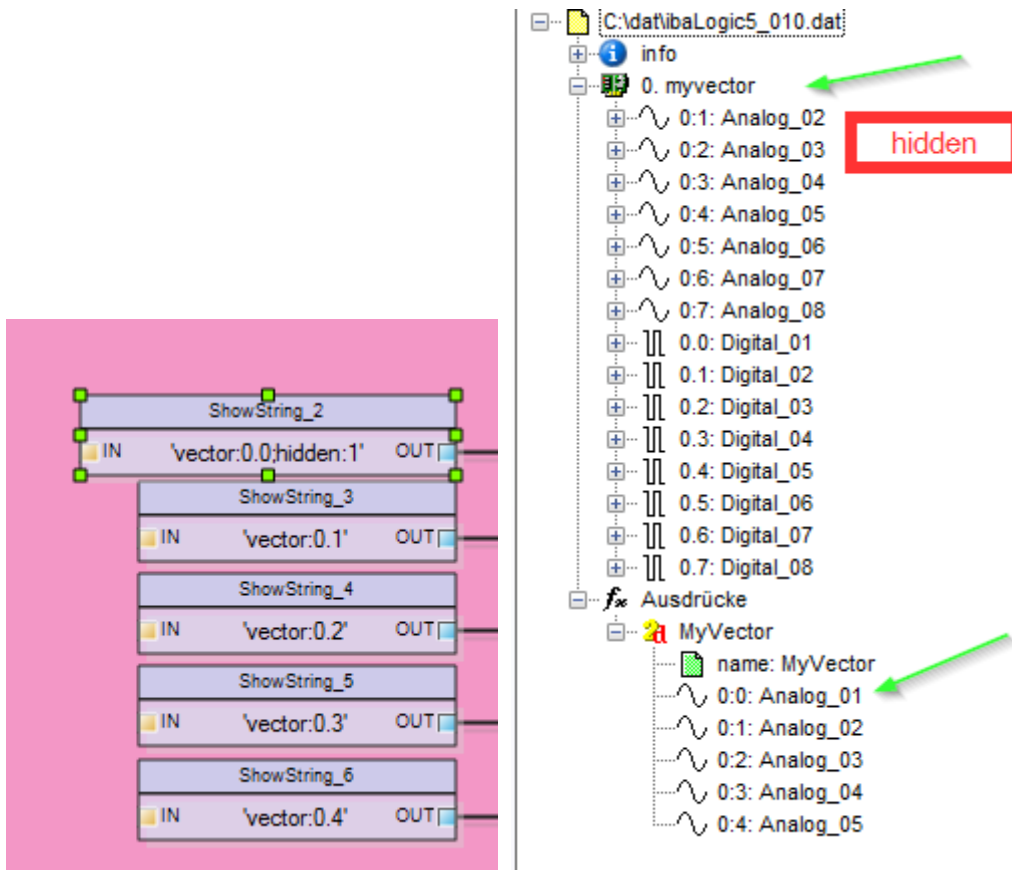 ShowString_2
IN 'vector:0.0;hidden:1' OUT
ShowString_3
IN 'vector:0.1' OUT
ShowString_4
IN 'vector:0.2' OUT
ShowString_5
IN 'vector:0.3' OUT
ShowString_6
IN 'vector:0.4' OUT
C:\dat\ibaLogic5_010.dat
info
0. myvector
0:1: Analog_02
hidden
0:2: Analog_03
0:3: Analog_04
0:4: Analog_05
0:5: Analog_06
0:6: Analog_07
0:7: Analog_08
0.0: Digital_01
0.1: Digital_02
0.2: Digital_03
0.3: Digital_04
0.4: Digital_05
0.5: Digital_06
0.6: Digital_07
0.7: Digital_08
fx Ausdrücke
MyVector
name: MyVector
0:0: Analog_01
0:1: Analog_02
0:2: Analog_03
0:3: Analog_04
0:4: Analog_05